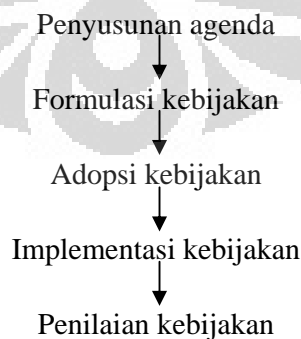 Penyusunan agenda
Formulasi kebijakan
Adopsi kebijakan
Implementasi kebijakan
Penilaian kebijakan